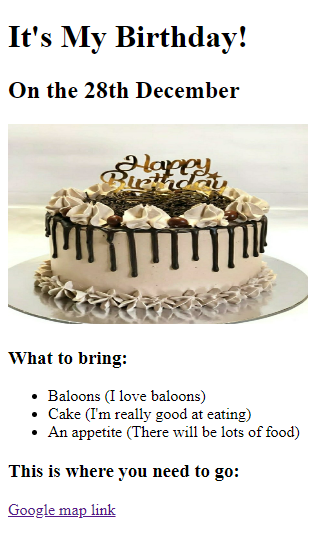 It's My Birthday!
On the 28th December
Happy
Birthday
What to bring:
Baloons (I love baloons)
Cake (I'm really good at eating)
An appetite (There will be lots of food)
This is where you need to go:
Google map link